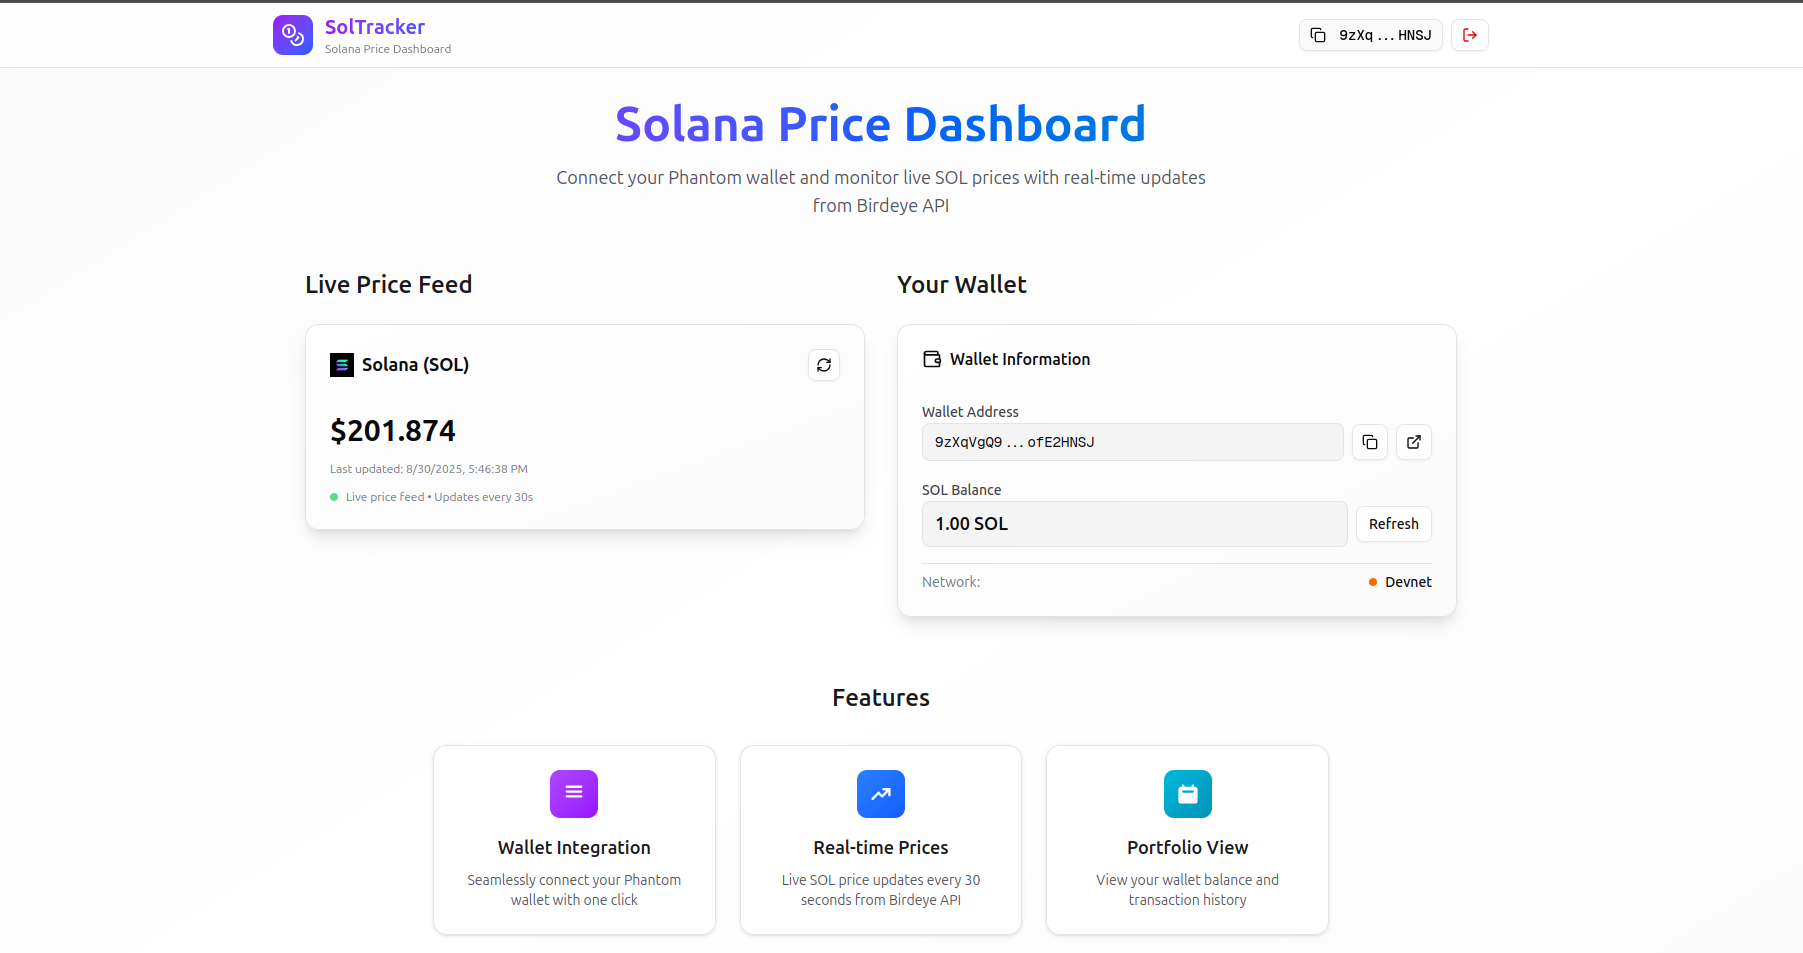 SolTracker
Solana Price Dashboard
9zXq...HNSJ
Solana Price Dashboard
Connect your Phantom wallet and monitor live SOL prices with real-time updates
from Birdeye API
Live Price Feed
Solana (SOL)
$201.874
Last updated: 8/30/2025, 5:46:38 PM
Live price feed • Updates every 30s
Your Wallet
Wallet Information
Wallet Address
9zXqVgQ9...ofE2HNSJ
SOL Balance
1.00 SOL
Refresh
Network:
Devnet
Features
Wallet Integration
Seamlessly connect your Phantom
wallet with one click
Real-time Prices
Live SOL price updates every 30
seconds from Birdeye API
Portfolio View
View your wallet balance and
transaction history